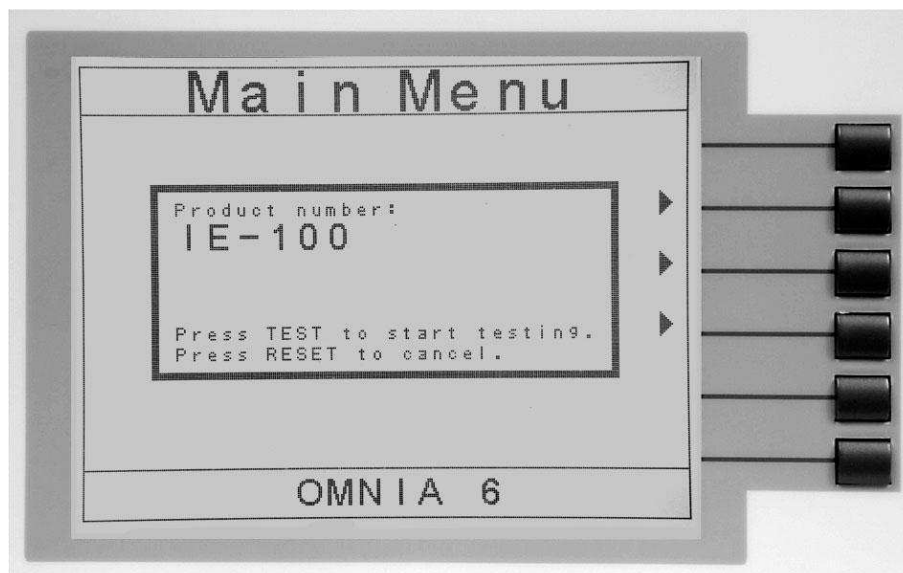 Main Menu
Product number:
IE-100
Press TEST to start testing.
Press RESET to cancel.
OMNIA 6